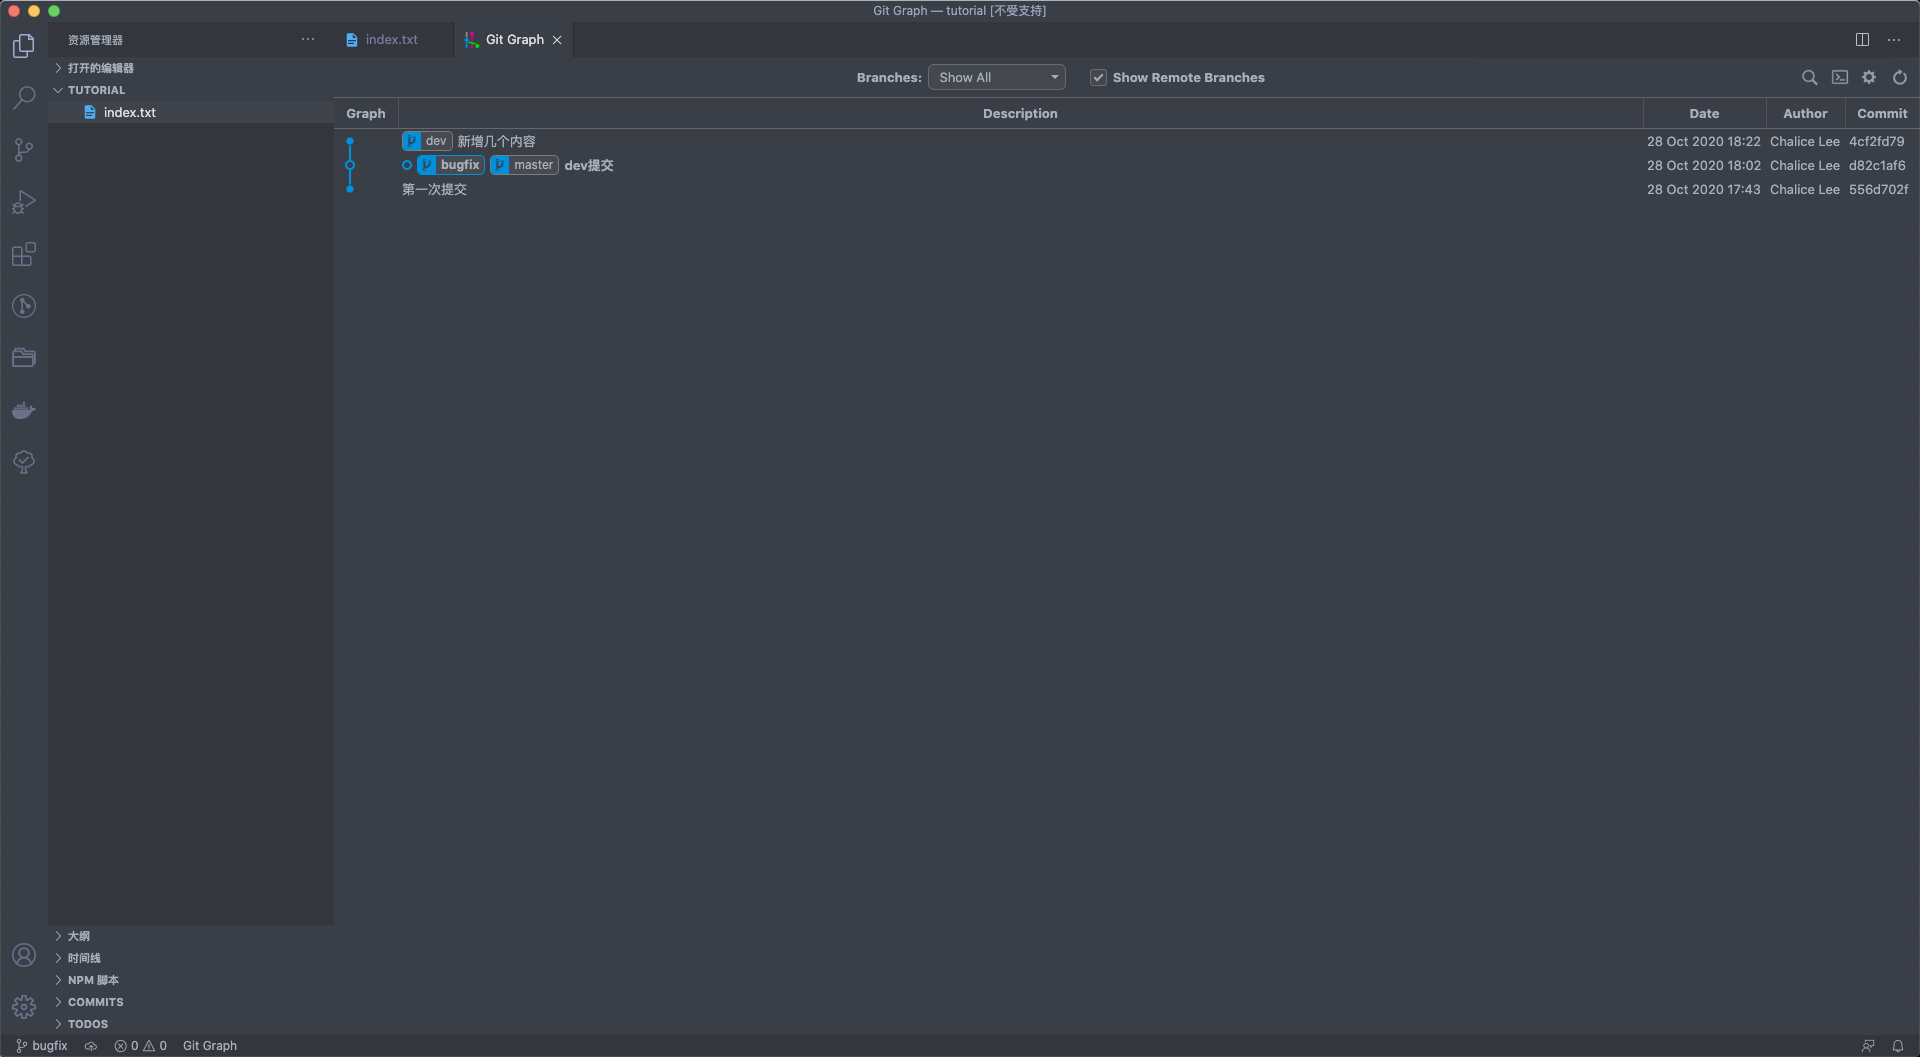 Git Graph — tutorial [不受支持]
资源管理器
index.txt
Git Graph
打开的编辑器
TUTORIAL
index.txt
Branches: Show All
Show Remote Branches
Graph Description Date Author Commit
dev 新增几个内容 28 Oct 2020 18:22 Chalice Lee 4cf2fd79
bugfix master dev提交 28 Oct 2020 18:02 Chalice Lee d82c1af6
第一次提交 28 Oct 2020 17:43 Chalice Lee 556d702f
大纲
时间线
NPM 脚本
COMMITS
TODOS
bugfix 0 0 Git Graph